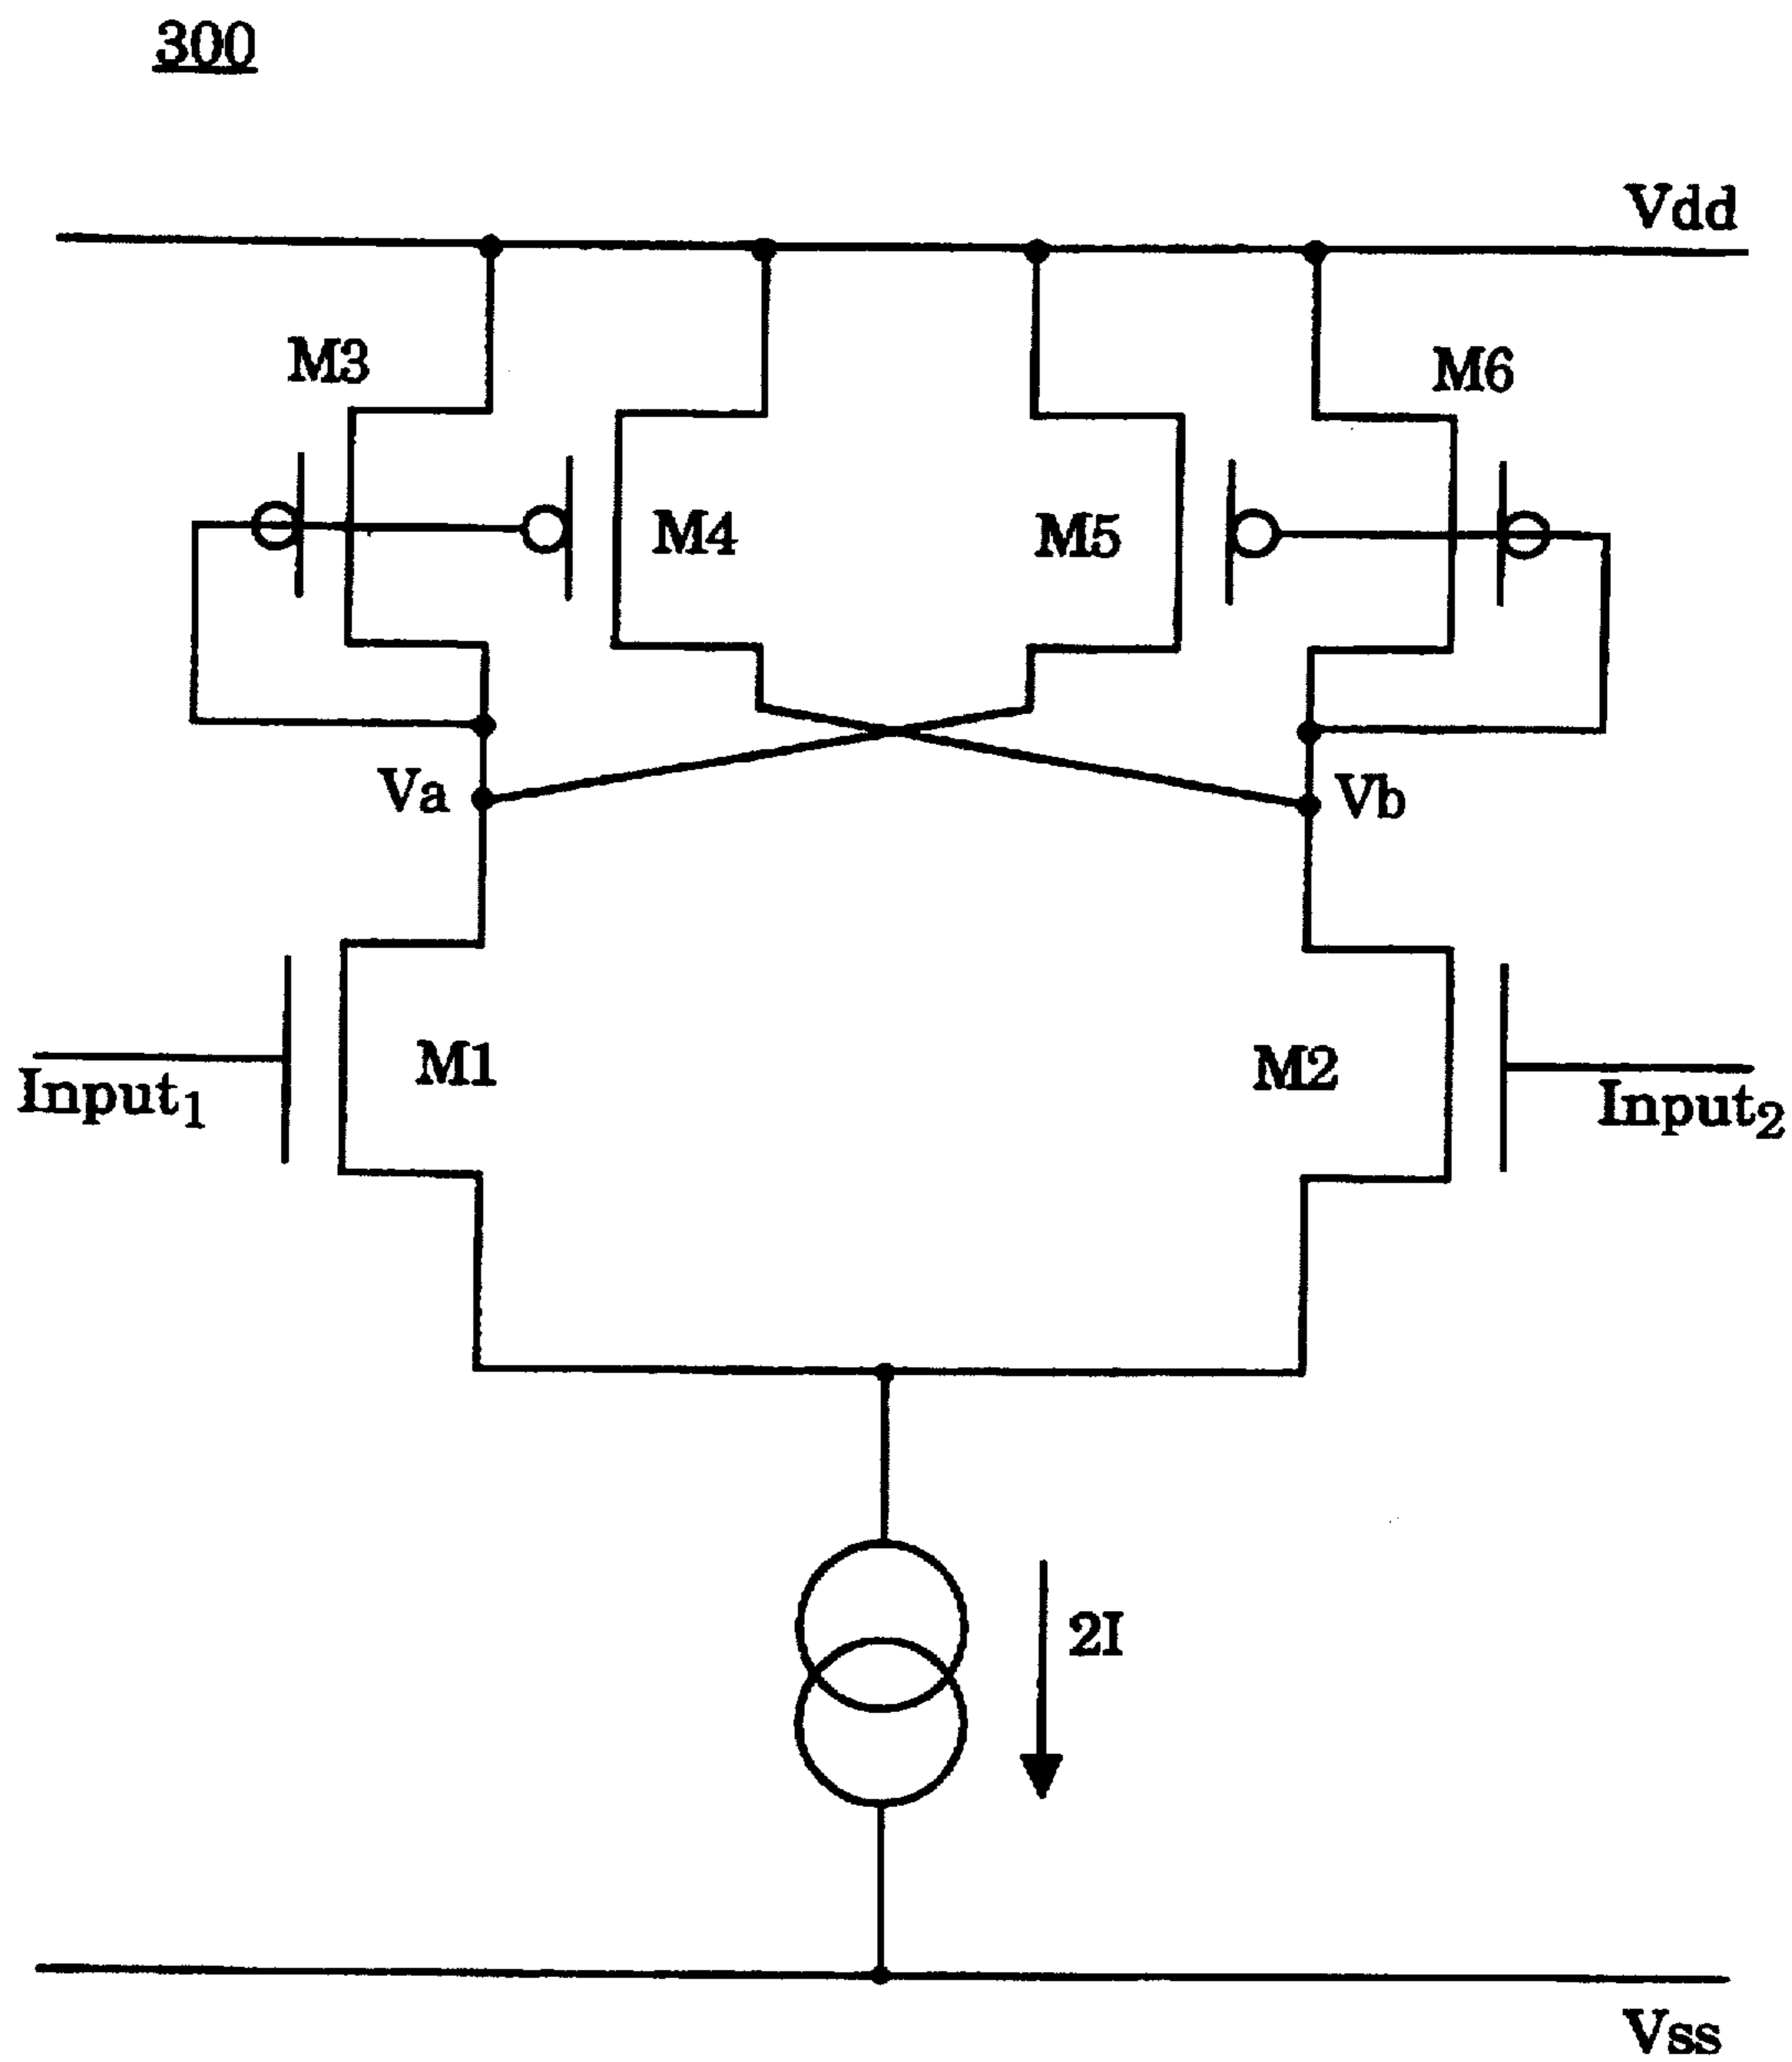 300
Vdd
M3
M6
M4
M5
Va
Vb
M1
M2
Input₁
Input₂
2I
Vss